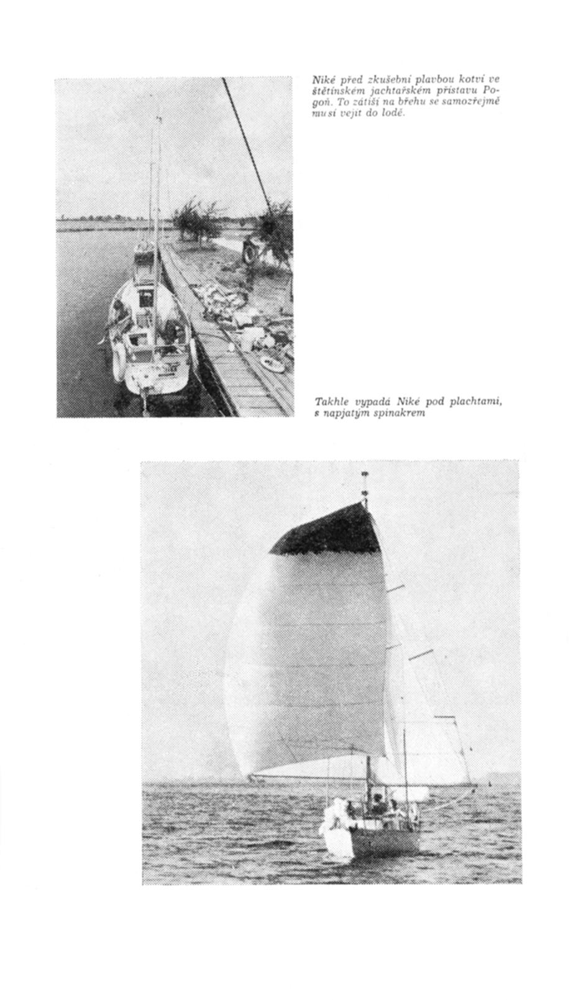 Niké před zkušební plavbou kotví ve
štětínském jachtařském přístavu Po-
goň. To zátiší na břehu se samozřejmě
musí vejít do lodě.
Takhle vypadá Niké pod plachtami,
s napjatým spinakrem